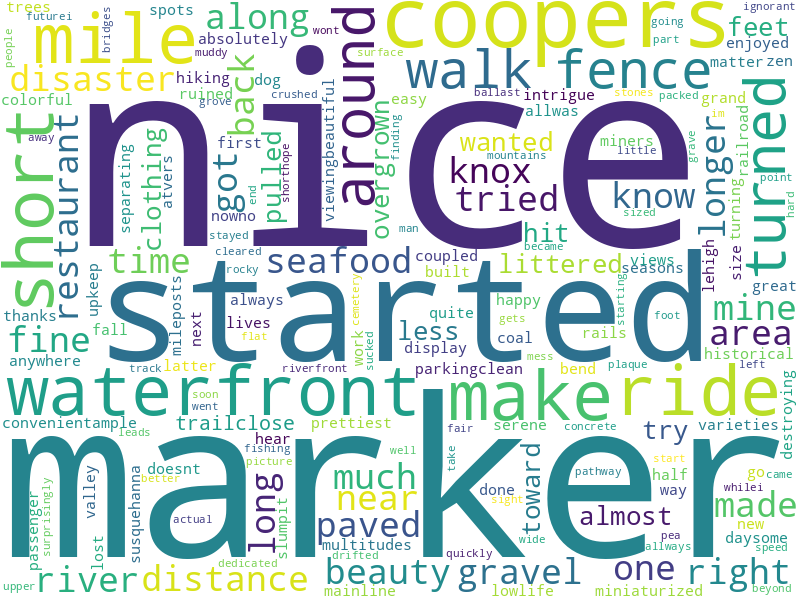 trees
futurei
spots
along
bridges
mile
coopers
going
part
ignorant
wont
feet
people
absolutely
muddy
surface
enjoyed
disaster
hiking
dog
back
around
walk
fence
matter
zen
colorful
ruined
grove
crushed
easy
ballast
stones
packed
grand
intrigue
allwas
im
short
away
nice
clothing
separating
atvers
first
viewingbeautiful
overgrown
finding
wanted
miners
mountains
little
grave
railroad
turned
restaurant
got
pulled
end
shorthope
knox
tried
know
longer
turning
point
hard
nowno
stayed
cleared
man
hit
became
sized
beyond
time
rocky
seafood
coupled
built
littered
views
seasons
lehigh
size
great
thanks
upkeep
mileposts
next
always
started
cemetery
quite
happy
starting
foot
mine
fine
fall
lives
work
less
gets
coal
rails
area
anywhere
latter
flat
sucked
display
mess
plaque
historical
track
riverfront
parkingclean
bend
left
waterfront
soon
went
make
ride
destroying
convenientample
trailclose
prettiest
serene
concrete
varieties
leads
hear
fishing
fair
try
better
picture
well
take
start
passenger
surprisingly
valley
susquehanna
doesnt
long
much
marker
toward
pathway
half
go
came
actual
near
sight
done
way
whilei
made
lost
slumpit
paved
wide
almost
pea
new
multitudes
quickly
allways
daysome
dedicated
drifted
speed
upper
river
distance
mainline
beauty
lowlife
gravel
one
miniaturized
right